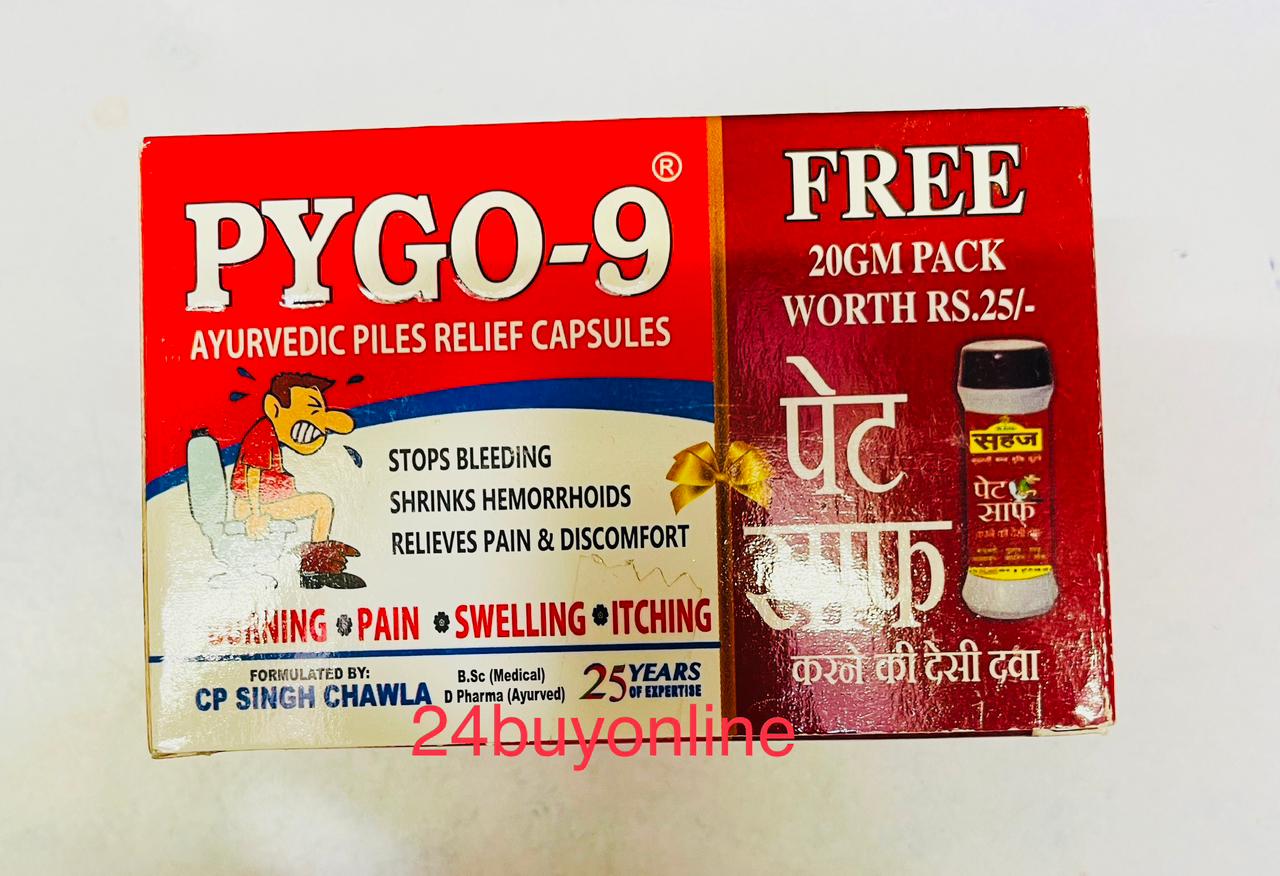 PYGO-9®
AYURVEDIC PILES RELIEF CAPSULES
STOPS BLEEDING
SHRINKS HEMORRHOIDS
RELIEVES PAIN & DISCOMFORT
BURNING PAIN SWELLING ITCHING
FORMULATED BY:
CP SINGH CHAWLA
B.Sc (Medical)
D Pharma (Ayurved)
25 YEARS
OF EXPERTISE
FREE
20GM PACK
WORTH RS.25/-
पेट
साफ
करने की देसी दवा
सहज
पेट
साफ
24buyonline